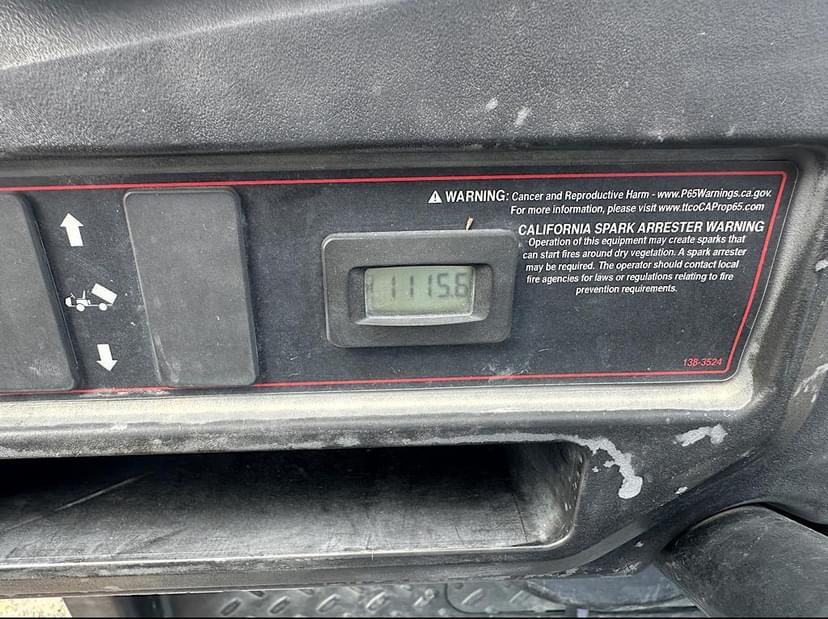 WARNING: Cancer and Reproductive Harm - www.P65Warnings.ca.gov.
For more information, please visit www.ttcoCAProp65.com
CALIFORNIA SPARK ARRESTER WARNING
Operation of this equipment may create sparks that
can start fires around dry vegetation. A spark arrester
may be required. The operator should contact local
fire agencies for laws or regulations relating to fire
prevention requirements.
1115.6
138-3524